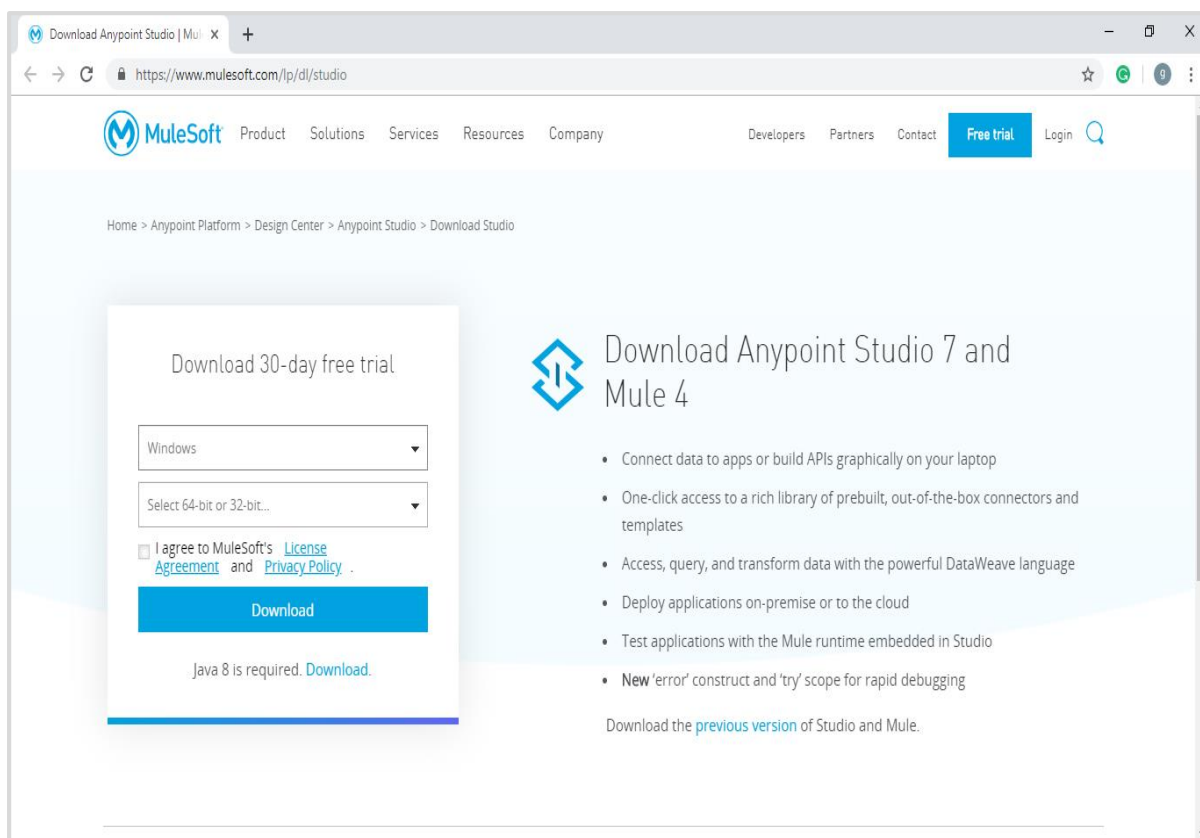 Download Anypoint Studio | Mul
https://www.mulesoft.com/lp/dl/studio
g
MuleSoft Product Solutions Services Resources Company Developers Partners Contact Free trial Login
Home > Anypoint Platform > Design Center > Anypoint Studio > Download Studio
Download 30-day free trial
Windows
Select 64-bit or 32-bit...
I agree to MuleSoft's License
Agreement and Privacy Policy .
Download
Java 8 is required. Download.
Download Anypoint Studio 7 and
Mule 4
• Connect data to apps or build APIs graphically on your laptop
• One-click access to a rich library of prebuilt, out-of-the-box connectors and
templates
• Access, query, and transform data with the powerful DataWeave language
• Deploy applications on-premise or to the cloud
• Test applications with the Mule runtime embedded in Studio
• New 'error' construct and 'try' scope for rapid debugging
Download the previous version of Studio and Mule.